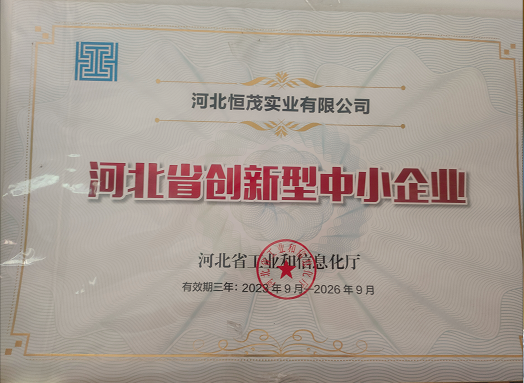 河北恒茂实业有限公司
河北省创新型中小企业
河北省工业和信息化厅
有效期三年：2023年9月—2026年9月